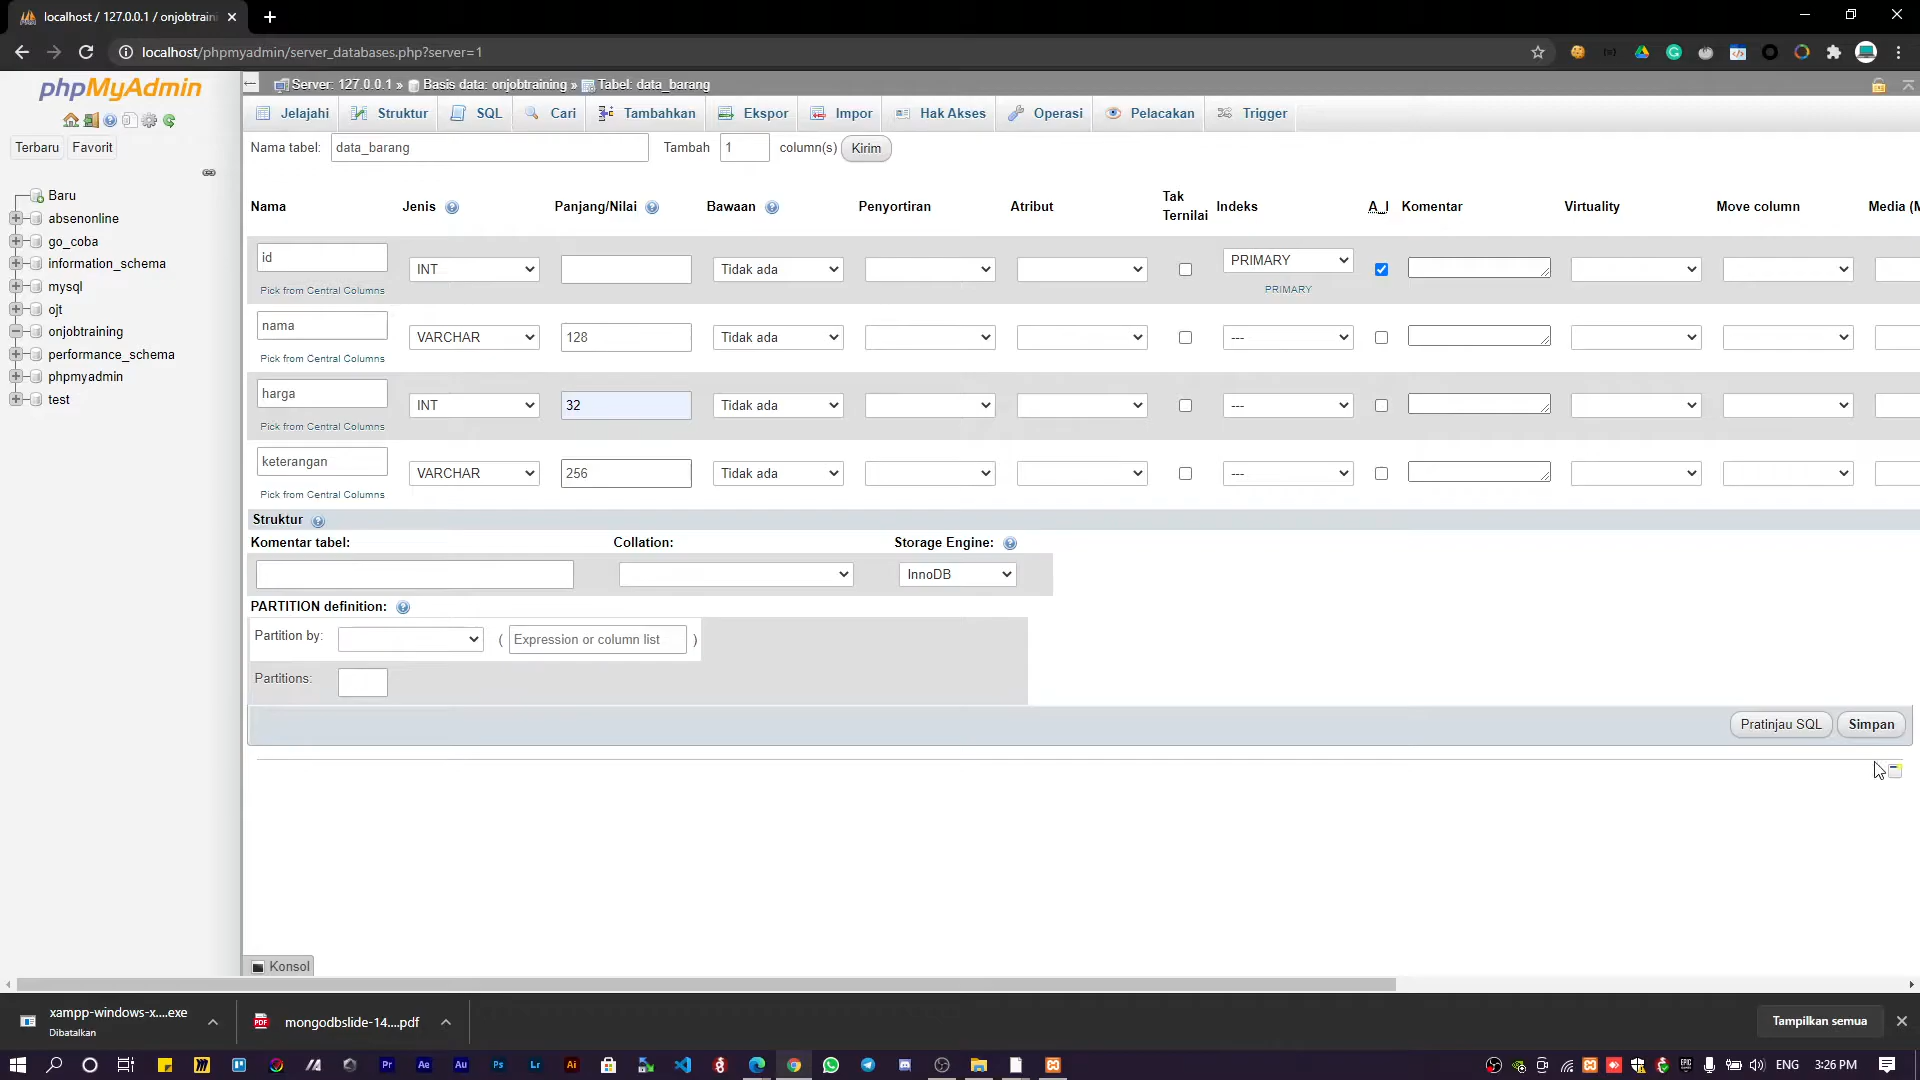 localhost / 127.0.0.1 / onjobtrain
localhost/phpmyadmin/server_databases.php?server=1
phpMyAdmin
Terbaru Favorit
Baru
absenonline
go_coba
information_schema
mysql
ojt
onjobtraining
performance_schema
phpmyadmin
test
Server: 127.0.0.1 » Basis data: onjobtraining » Tabel: data_barang
Jelajahi Struktur SQL Cari Tambahkan Ekspor Impor Hak Akses Operasi Pelacakan Trigger
Nama tabel: data_barang Tambah 1 column(s) Kirim
Nama Jenis Panjang/Nilai Bawaan Penyortiran Atribut Tak Ternilai Indeks A_I Komentar Virtuality Move column Media (M
id INT Tidak ada PRIMARY
Pick from Central Columns PRIMARY
nama VARCHAR 128 Tidak ada ---
Pick from Central Columns
harga INT 32 Tidak ada ---
Pick from Central Columns
keterangan VARCHAR 256 Tidak ada ---
Pick from Central Columns
Struktur
Komentar tabel: Collation: Storage Engine:
InnoDB
PARTITION definition:
Partition by: ( Expression or column list )
Partitions:
Pratinjau SQL Simpan
Konsol
xampp-windows-x....exe
Dibatalkan
mongodbslide-14....pdf
Tampilkan semua
Pr Ae Au Ps Lr Ai
ENG 3:26 PM